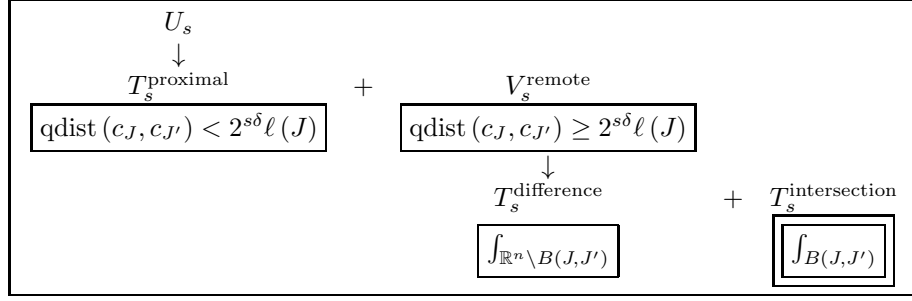 U_s
↓
T_s^proximal + V_s^remote
qdist (c_J, c_J′) < 2^{sδ} ℓ (J) qdist (c_J, c_J′) ≥ 2^{sδ} ℓ (J)
↓
T_s^difference + T_s^intersection
∫_{ℝⁿ\B(J,J′)} ∫_{B(J,J′)}